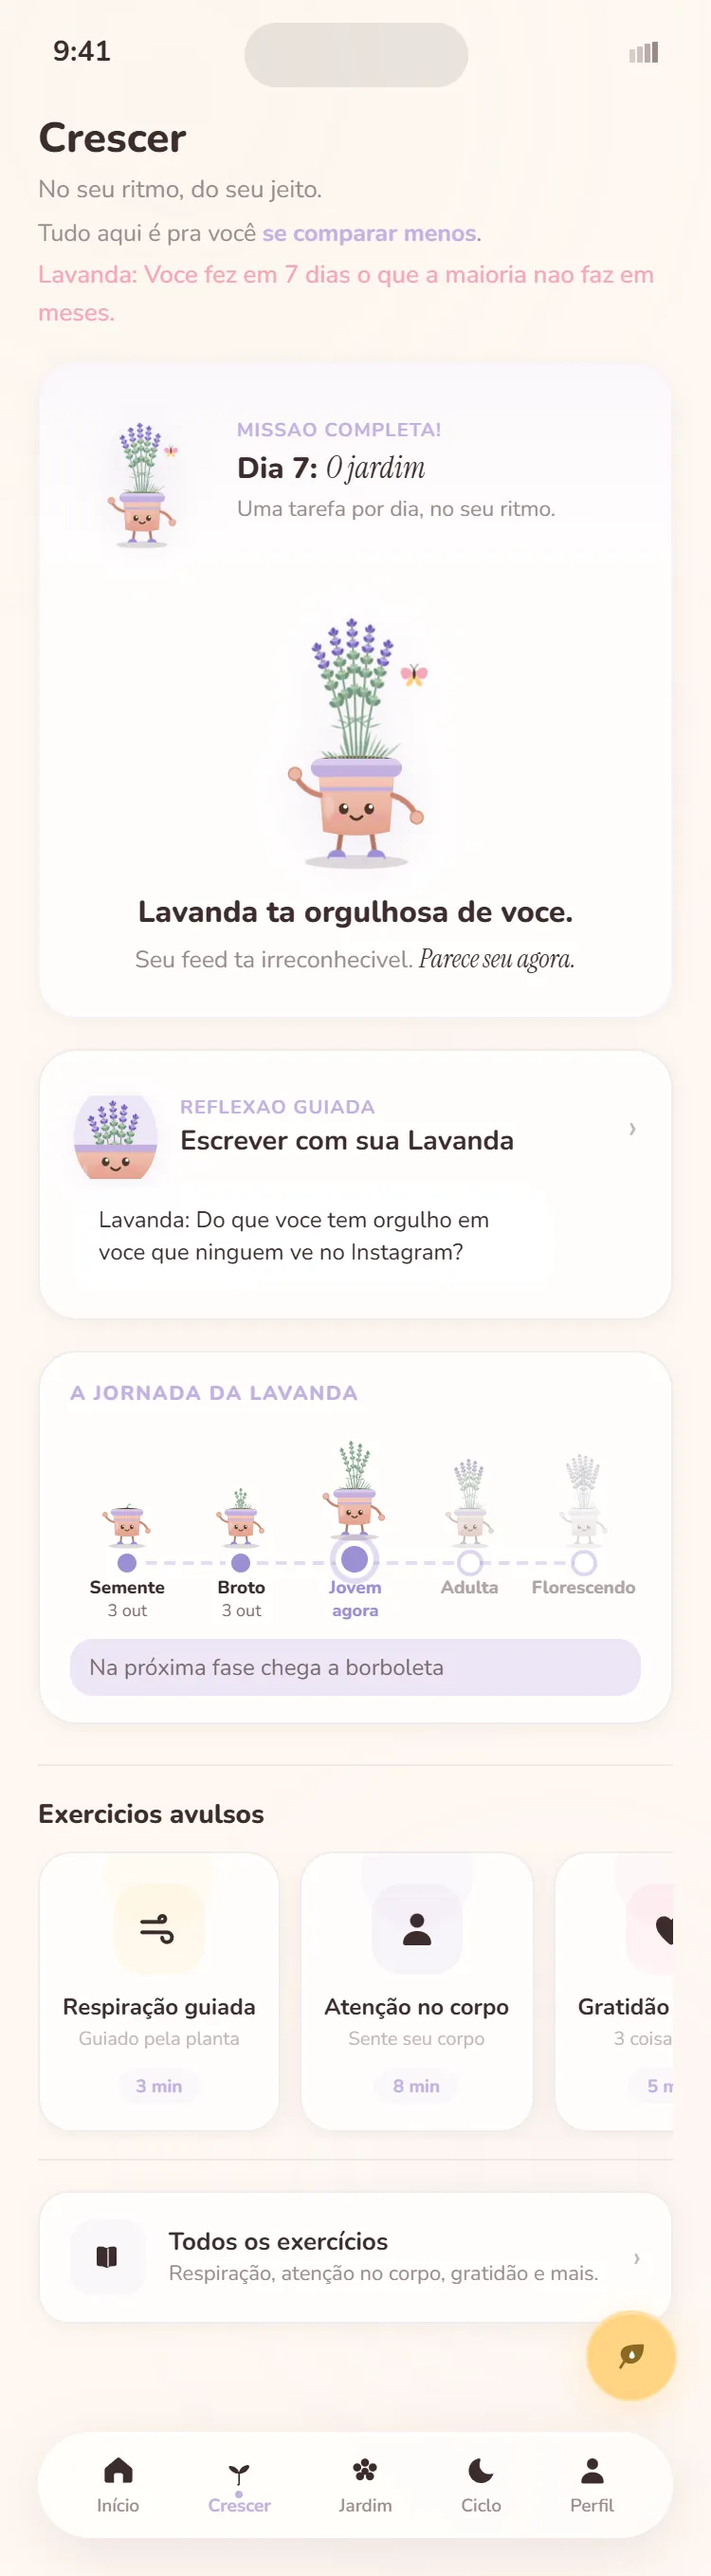 9:41
Crescer
No seu ritmo, do seu jeito.
Tudo aqui é pra você se comparar menos.
Lavanda: Voce fez em 7 dias o que a maioria nao faz em
meses.
MISSAO COMPLETA!
Dia 7: O jardim
Uma tarefa por dia, no seu ritmo.
Lavanda ta orgulhosa de voce.
Seu feed ta irreconhecivel. Parece seu agora.
REFLEXAO GUIADA
Escrever com sua Lavanda
›
Lavanda: Do que voce tem orgulho em
voce que ninguem ve no Instagram?
A JORNADA DA LAVANDA
Semente Broto Jovem Adulta Florescendo
3 out 3 out agora
Na próxima fase chega a borboleta
Exercicios avulsos
Respiração guiada Atenção no corpo Gratidão
Guiado pela planta Sente seu corpo 3 coisa
3 min 8 min 5 m
Todos os exercícios
Respiração, atenção no corpo, gratidão e mais.
›
Início Crescer Jardim Ciclo Perfil